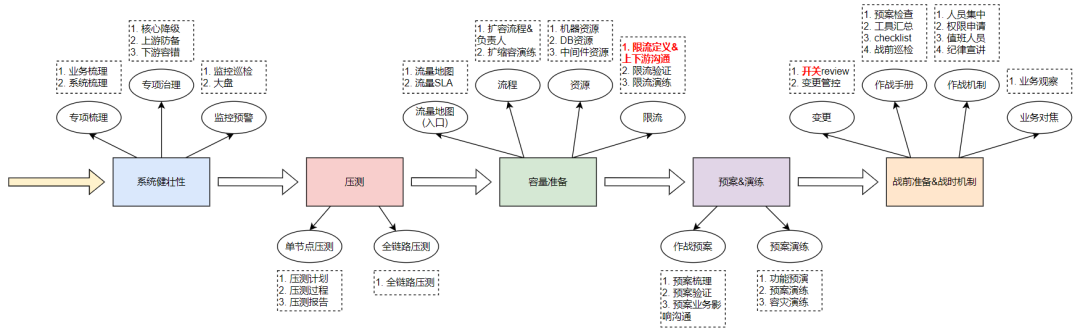 1. 核心降级
2. 上游防备
3. 下游容错
1. 业务梳理
2. 系统梳理
1. 监控巡检
2. 大盘
专项治理
专项梳理
监控预警
系统健壮性
压测
单节点压测
全链路压测
1. 压测计划
2. 压测过程
3. 压测报告
1. 全链路压测
1. 扩容流程&
负责人
2. 扩缩容演练
1. 机器资源
2. DB资源
3. 中间件资源
1. 流量地图
2. 流量SLA
1. 限流定义&
上下游沟通
2. 限流验证
3. 限流演练
流量地图
(入口)
流程
资源
限流
容量准备
预案&演练
作战预案
预案演练
1. 预案梳理
2. 预案验证
3. 预案业务影
响沟通
1. 功能预演
2. 预案演练
3. 容灾演练
1. 预案检查
2. 工具汇总
3. checklist
4. 战前巡检
1. 人员集中
2. 权限申请
3. 值班人员
4. 纪律宣讲
1. 开关review
2. 变更管控
1. 业务观察
变更
作战手册
作战机制
业务对焦
战前准备&战时机制